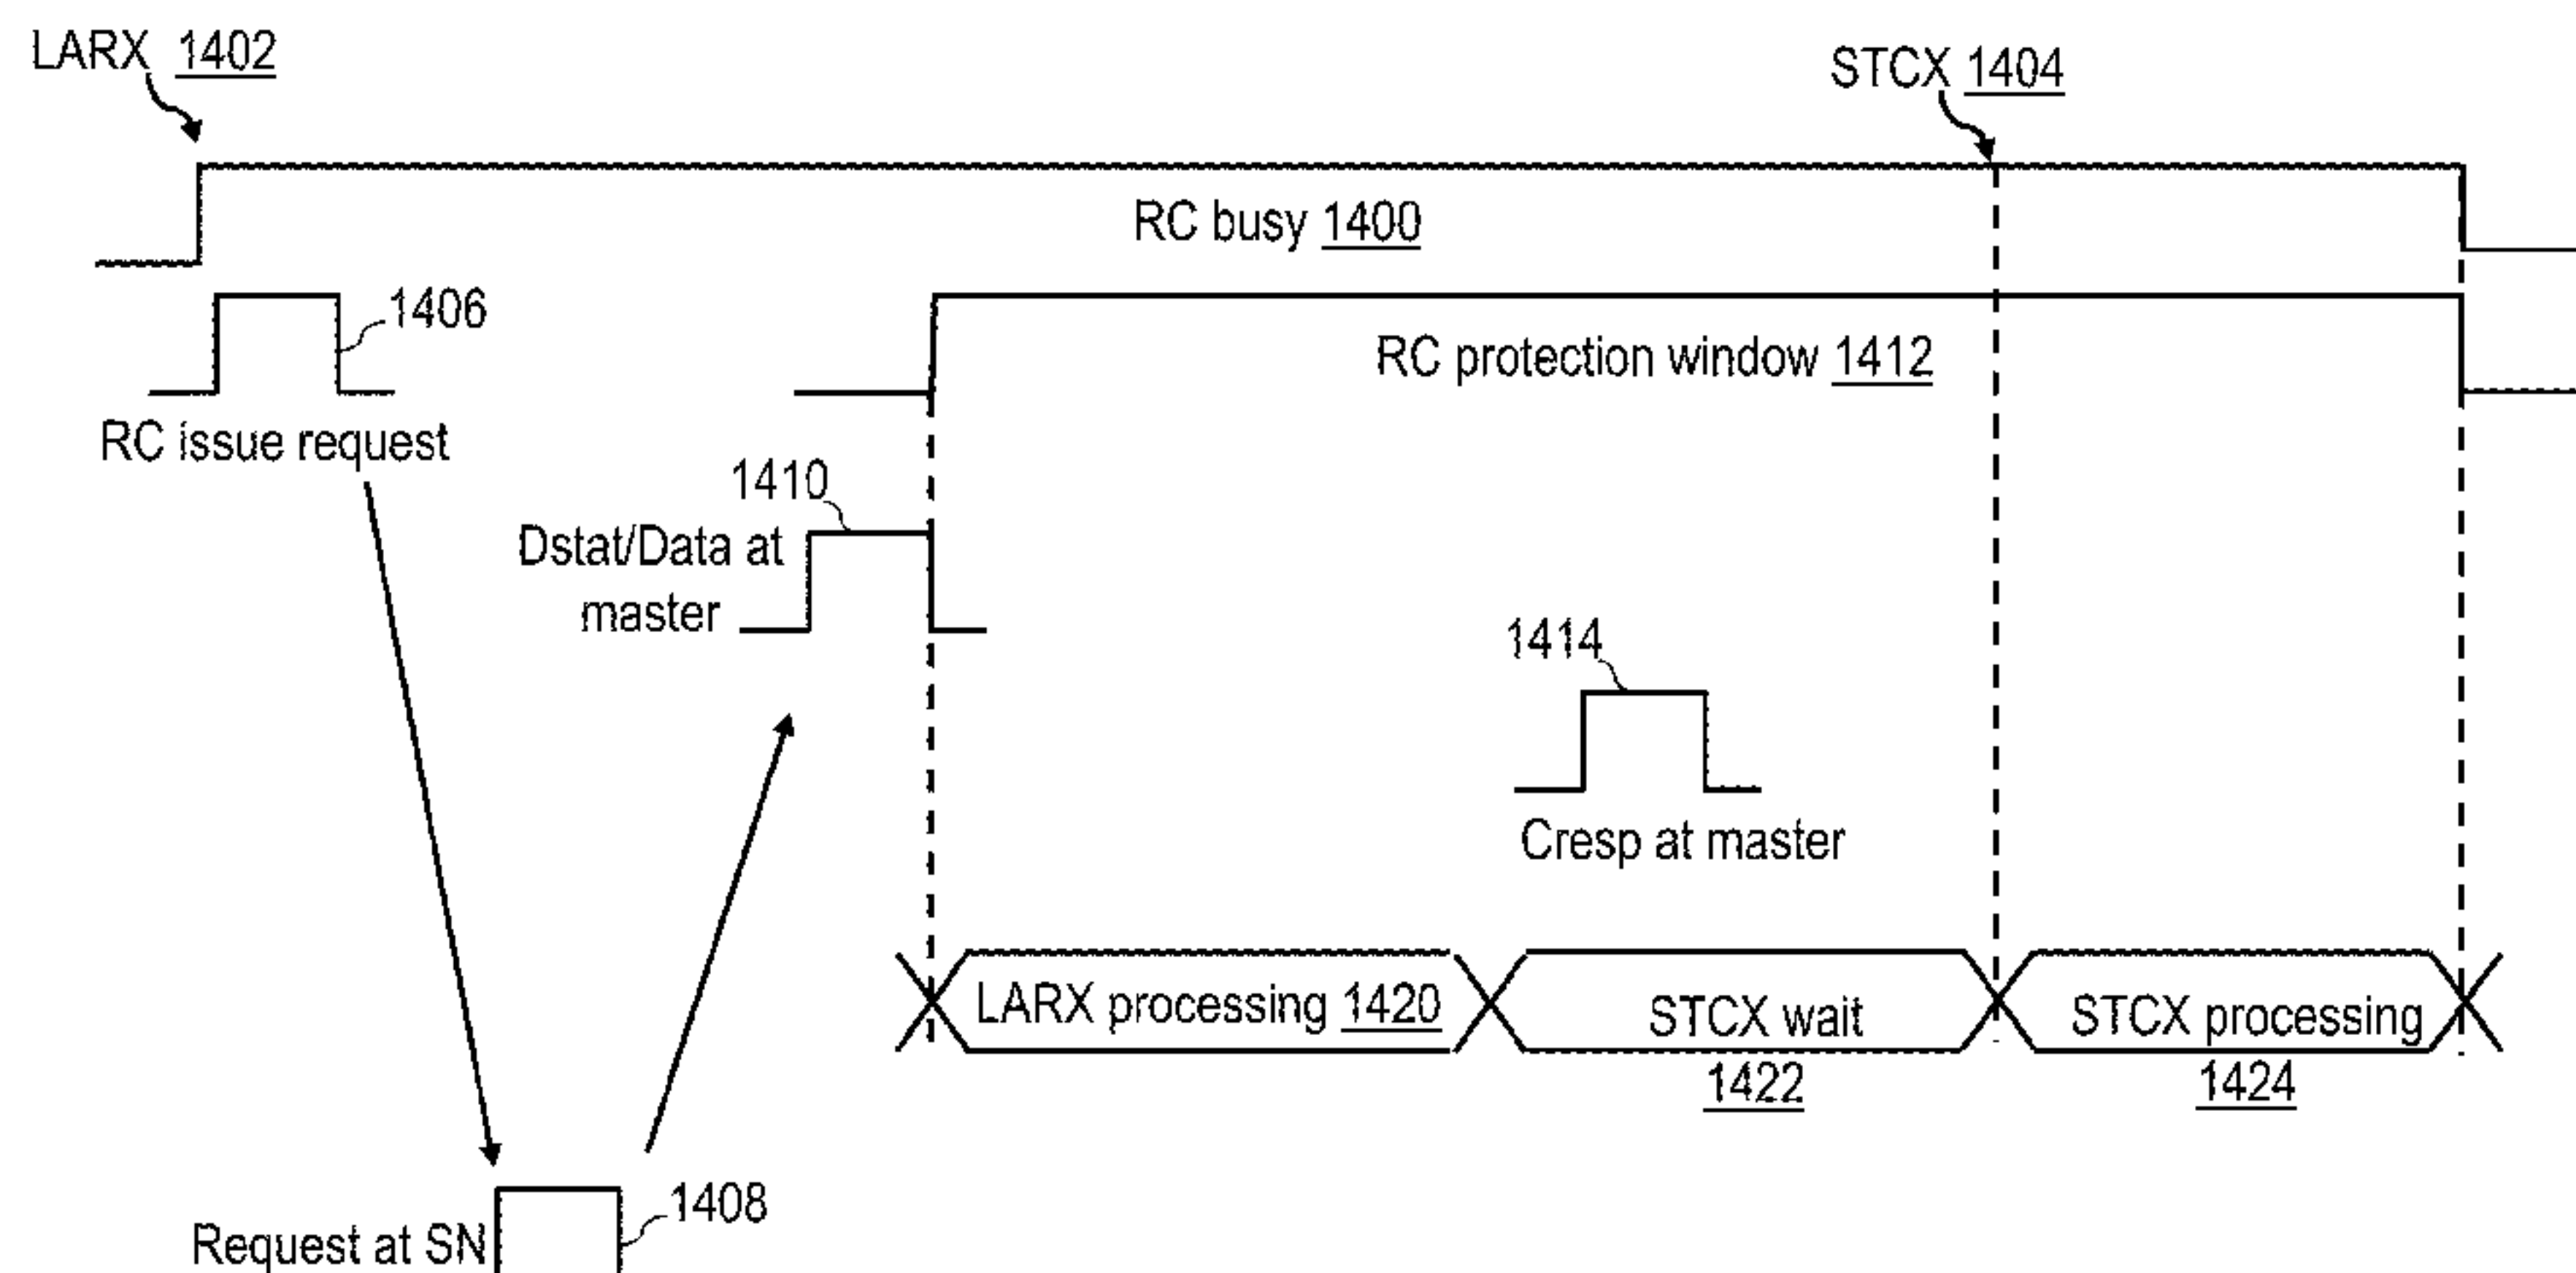 LARX 1402
STCX 1404
RC busy 1400
1406
RC protection window 1412
RC issue request
1410
Dstat/Data at
master
1414
Cresp at master
LARX processing 1420
STCX wait
1422
STCX processing
1424
1408
Request at SN